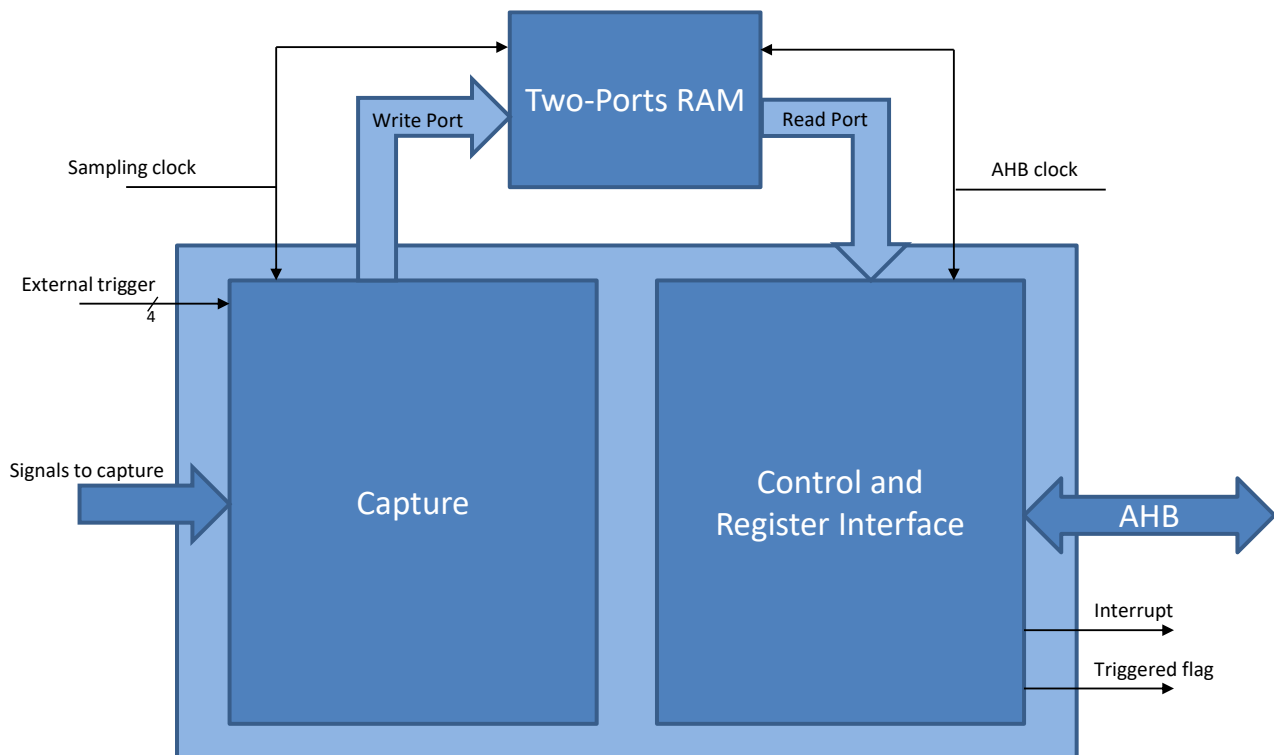 Two-Ports RAM
Write Port
Read Port
Sampling clock
AHB clock
External trigger
4
Signals to capture
Capture
Control and
Register Interface
AHB
Interrupt
Triggered flag